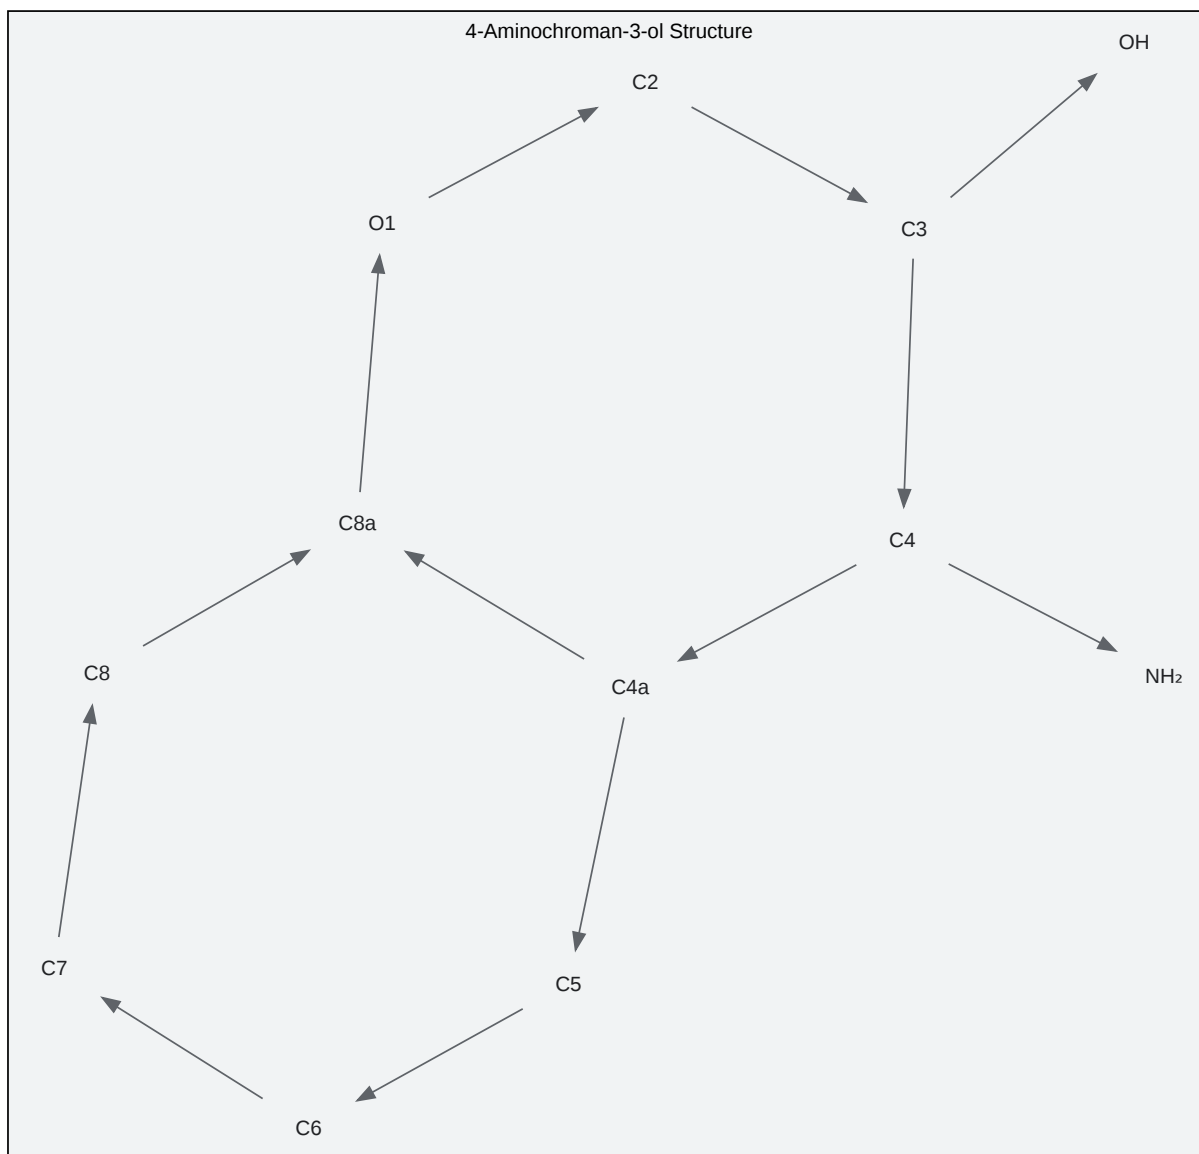 4-Aminochroman-3-ol Structure
OH
C2
O1
C3
C8a
C4
C8
C4a
NH₂
C7
C5
C6